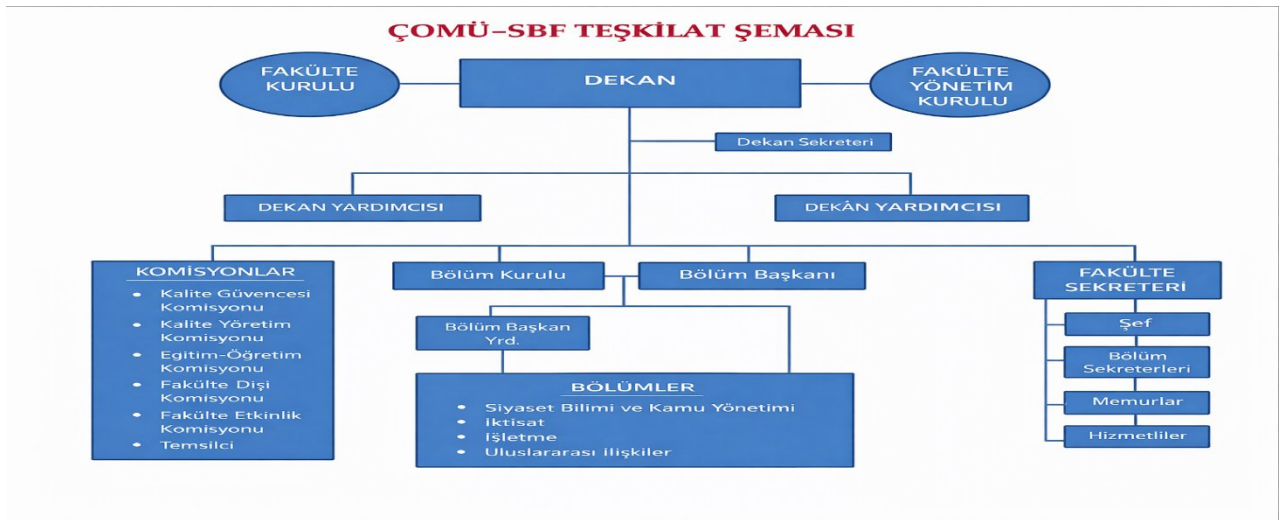 ÇOMÜ-SBF TEŞKİLAT ŞEMASI
FAKÜLTE
KURULU
DEKAN
FAKÜLTE
YÖNETİM
KURULU
Dekan Sekreteri
DEKAN YARDIMCISI
DEKÂN YARDIMCISI
KOMİSYONLAR
• Kalite Güvencesi
Komisyonu
• Kalite Yöretim
Komisyonu
• Egitim-Öğretim
Komisyonu
• Fakülte Dişi
Komisyonu
• Fakülte Etkinlik
Komisyonu
• Temsilci
Bölüm Kurulu
Bölüm Başkanı
Bölüm Başkan
Yrd.
BÖLÜMLER
• Siyaset Bilimi ve Kamu Yönetimi
• İktisat
• İşletme
• Uluslararası İlişkiler
FAKÜLTE
SEKRETERİ
Şef
Bölüm
Sekreterleri
Memurlar
Hizmetliler